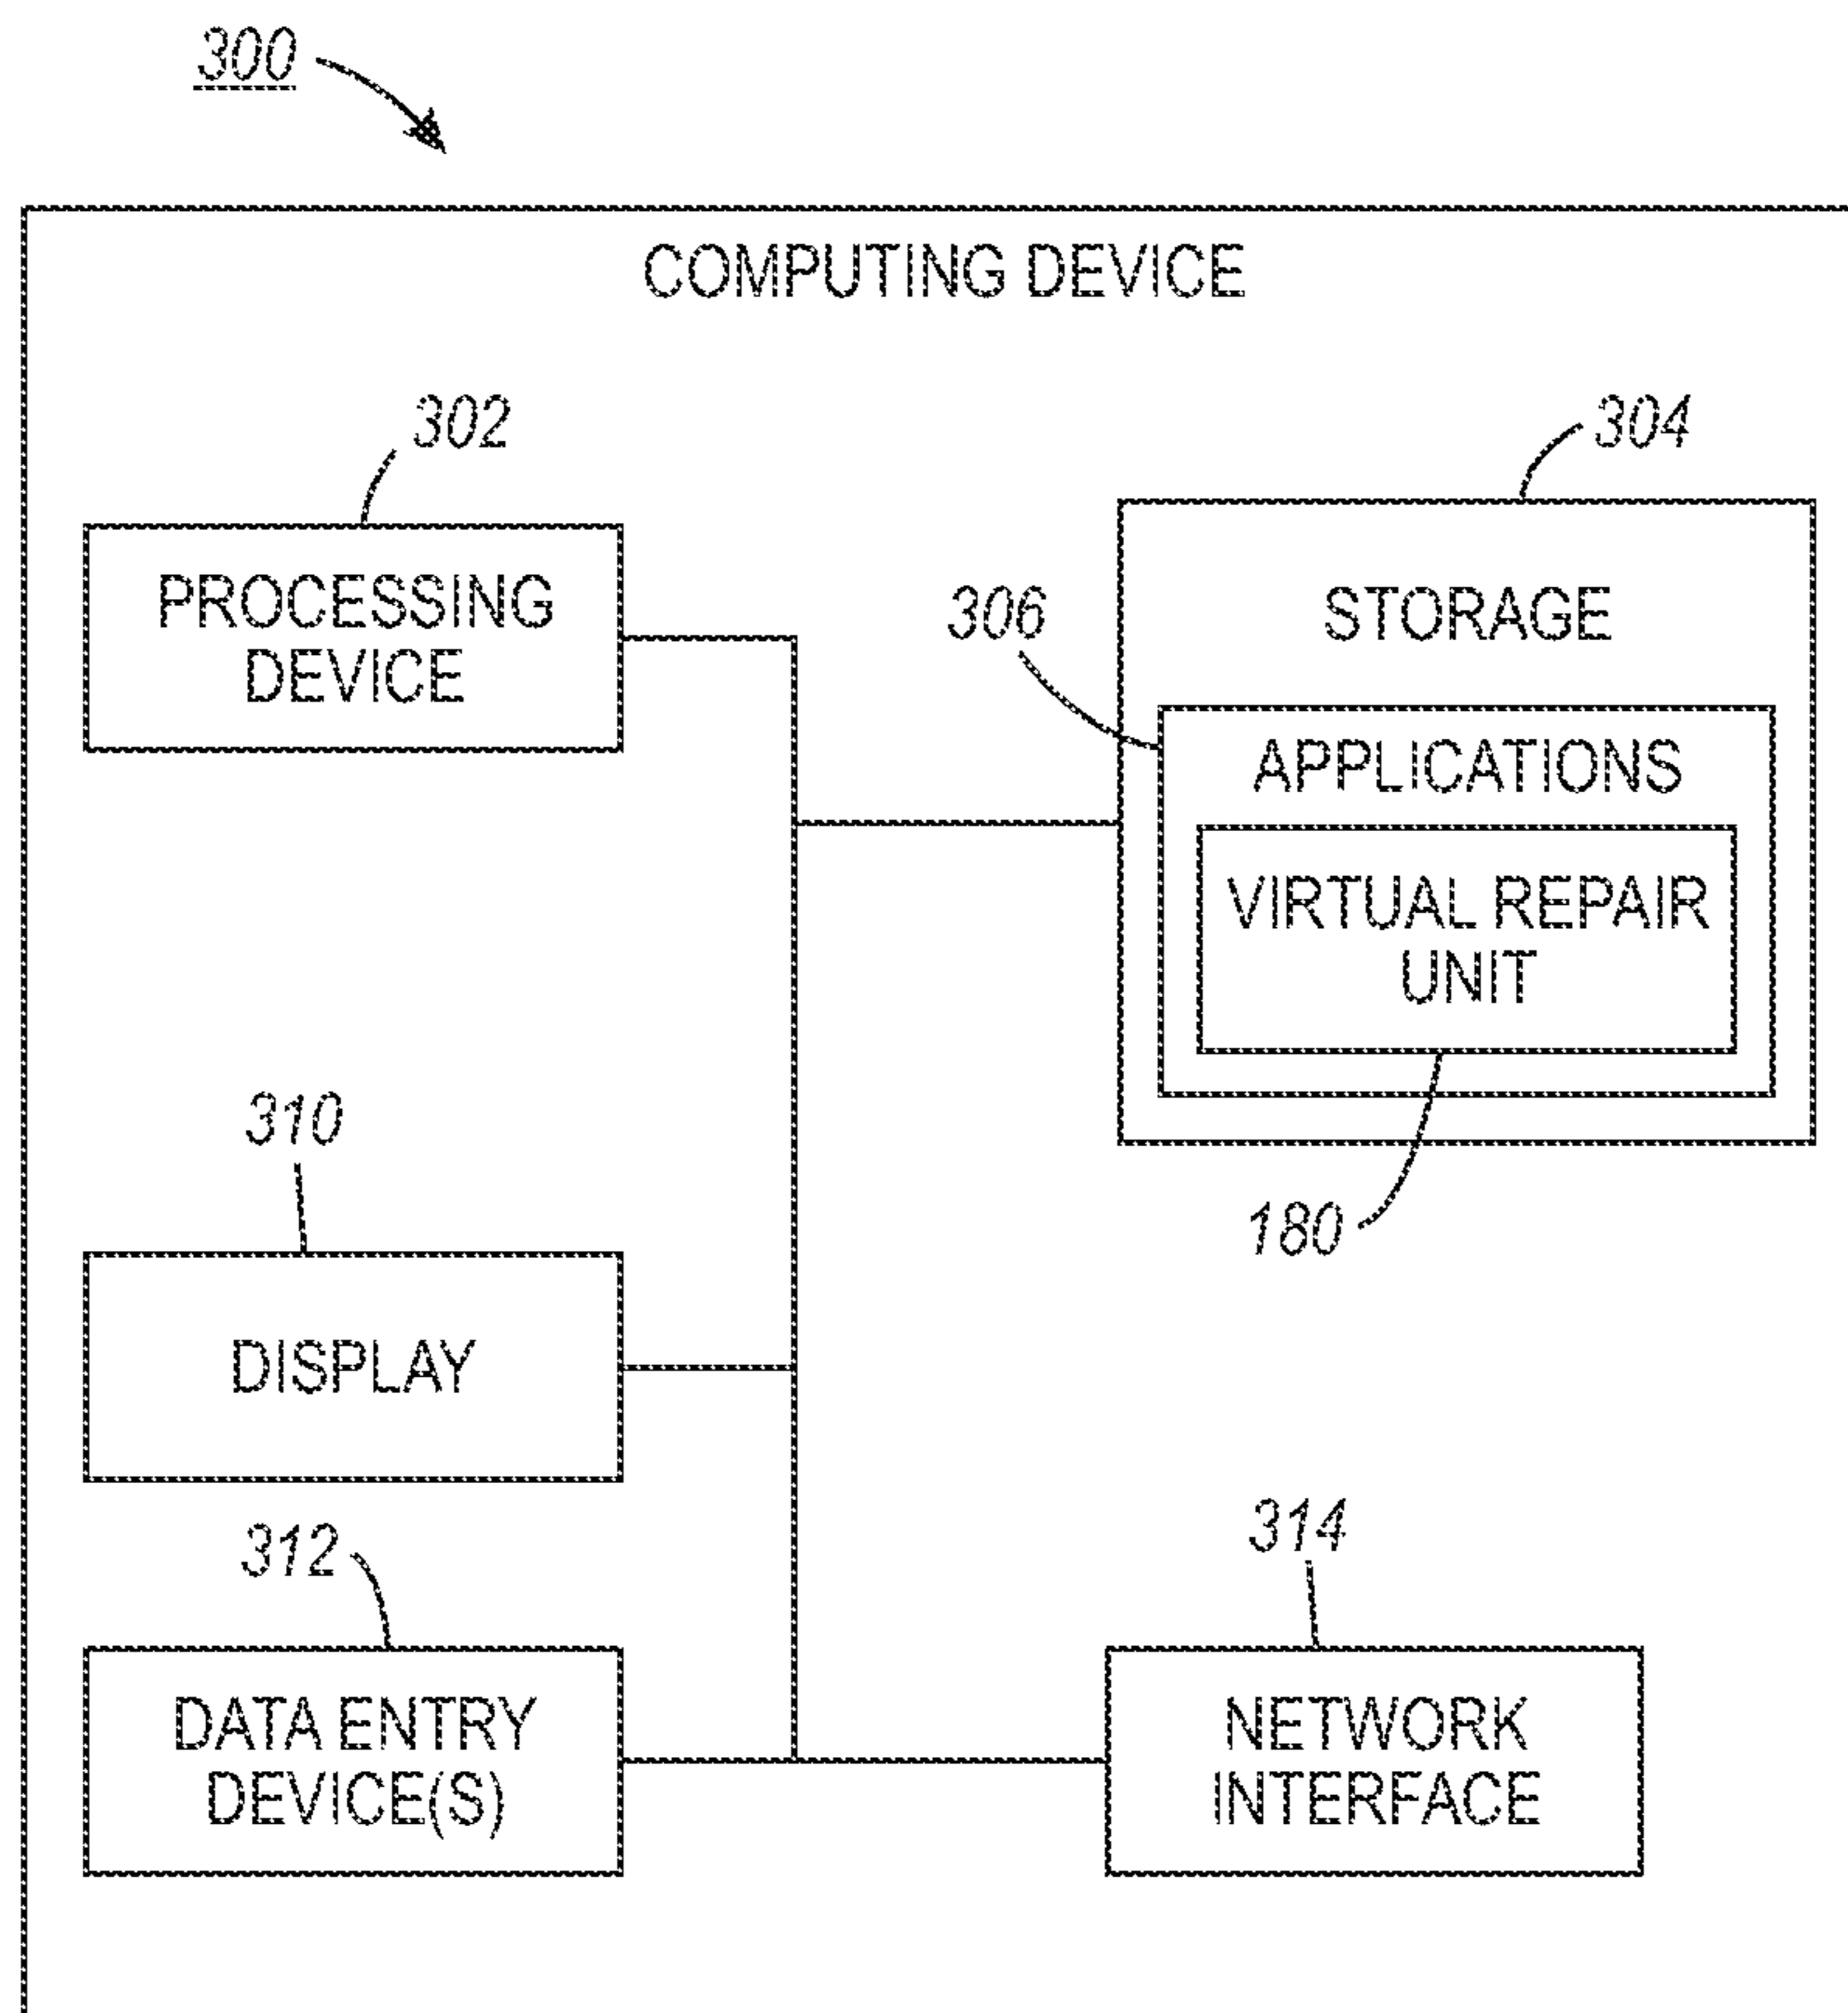 300
COMPUTING DEVICE
302
304
PROCESSING
DEVICE
306
STORAGE
APPLICATIONS
VIRTUAL REPAIR
UNIT
310
180
DISPLAY
312
314
DATA ENTRY
DEVICE(S)
NETWORK
INTERFACE